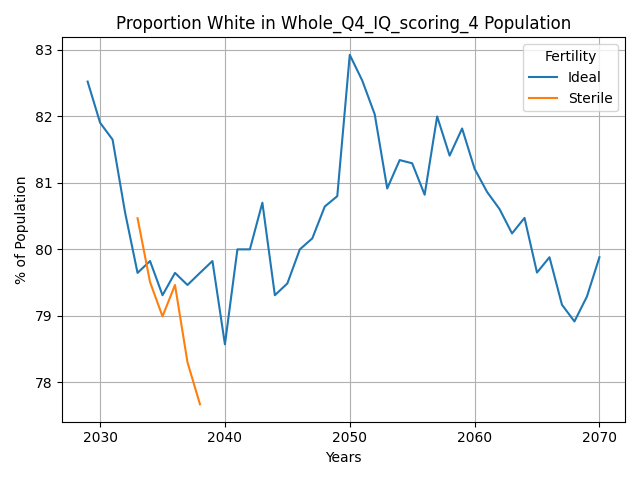 Proportion White in Whole_Q4_IQ_scoring_4 Population
83
82
81
80
79
78
% of Population
Fertility
Ideal
Sterile
2030 2040 2050 2060 2070
Years